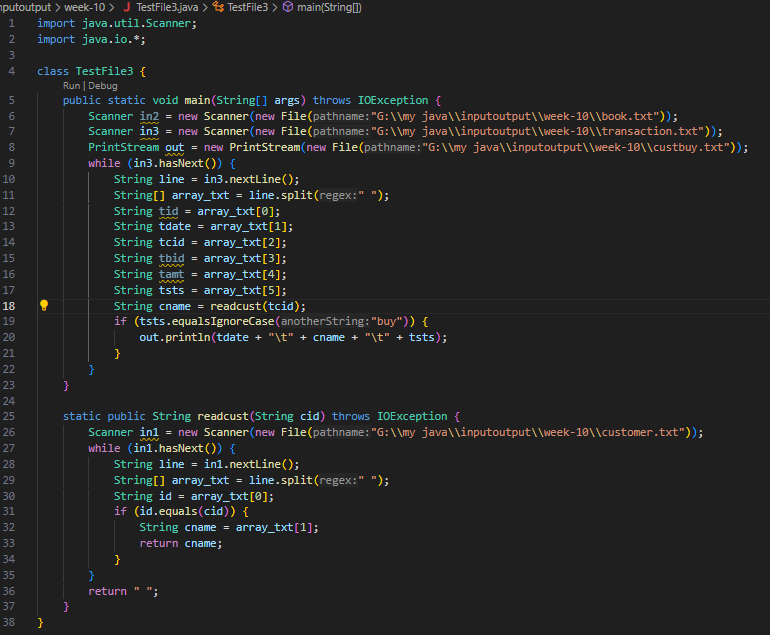 nputoutput > week-10 > J TestFile3.java > TestFile3 > main(String[])
1 import java.util.Scanner;
2 import java.io.*;
3
4 class TestFile3 {
Run | Debug
5 public static void main(String[] args) throws IOException {
6 Scanner in2 = new Scanner(new File(pathname:"G:\\my java\\inputoutput\\week-10\\book.txt"));
7 Scanner in3 = new Scanner(new File(pathname:"G:\\my java\\inputoutput\\week-10\\transaction.txt"));
8 PrintStream out = new PrintStream(new File(pathname:"G:\\my java\\inputoutput\\week-10\\custbuy.txt"));
9 while (in3.hasNext()) {
10 String line = in3.nextLine();
11 String[] array_txt = line.split(regex:" ");
12 String tid = array_txt[0];
13 String tdate = array_txt[1];
14 String tcid = array_txt[2];
15 String tbid = array_txt[3];
16 String tamt = array_txt[4];
17 String tsts = array_txt[5];
18 String cname = readcust(tcid);
19 if (tsts.equalsIgnoreCase(anotherString:"buy")) {
20 out.println(tdate + "\t" + cname + "\t" + tsts);
21 }
22 }
23 }
24
25 static public String readcust(String cid) throws IOException {
26 Scanner in1 = new Scanner(new File(pathname:"G:\\my java\\inputoutput\\week-10\\customer.txt"));
27 while (in1.hasNext()) {
28 String line = in1.nextLine();
29 String[] array_txt = line.split(regex:" ");
30 String id = array_txt[0];
31 if (id.equals(cid)) {
32 String cname = array_txt[1];
33 return cname;
34 }
35 }
36 return " ";
37 }
38 }